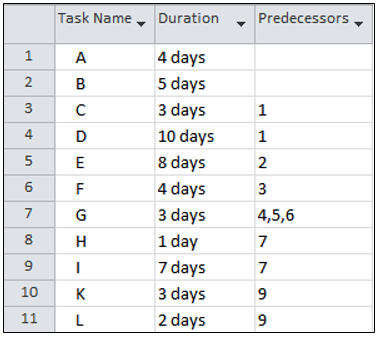 Task Name Duration Predecessors
1 A 4 days
2 B 5 days
3 C 3 days 1
4 D 10 days 1
5 E 8 days 2
6 F 4 days 3
7 G 3 days 4,5,6
8 H 1 day 7
9 I 7 days 7
10 K 3 days 9
11 L 2 days 9